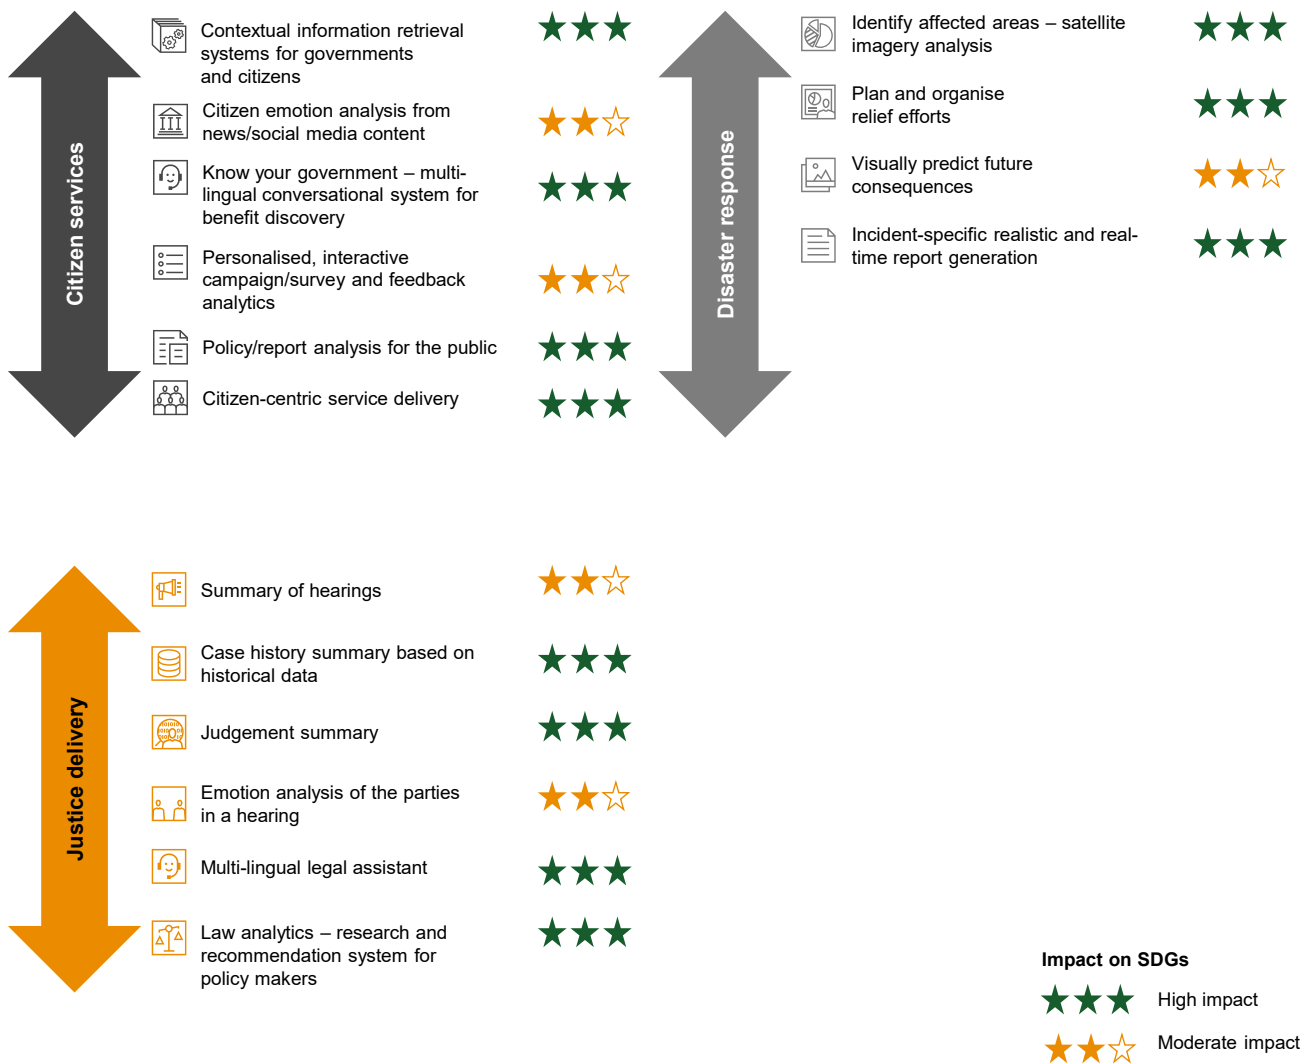 Citizen services
Contextual information retrieval
systems for governments
and citizens
Citizen emotion analysis from
news/social media content
Know your government – multi-
lingual conversational system for
benefit discovery
Personalised, interactive
campaign/survey and feedback
analytics
Policy/report analysis for the public
Citizen-centric service delivery
Disaster response
Identify affected areas – satellite
imagery analysis
Plan and organise
relief efforts
Visually predict future
consequences
Incident-specific realistic and real-
time report generation
Justice delivery
Summary of hearings
Case history summary based on
historical data
Judgement summary
Emotion analysis of the parties
in a hearing
Multi-lingual legal assistant
Law analytics – research and
recommendation system for
policy makers
Impact on SDGs
High impact
Moderate impact